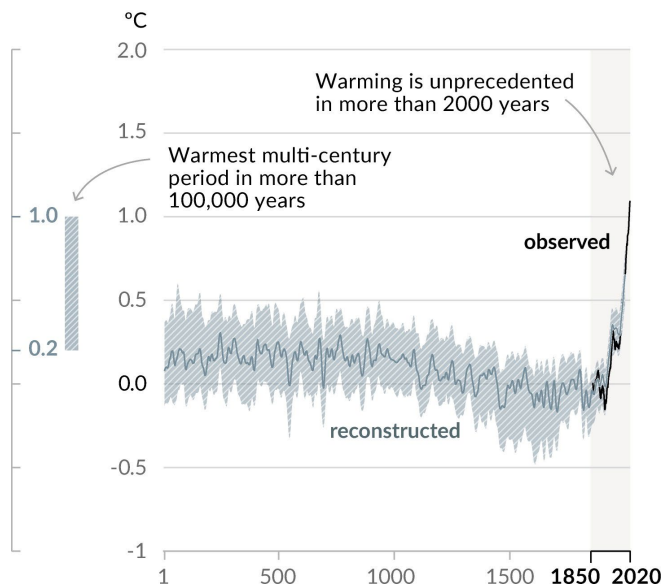 °C
2.0
Warming is unprecedented
in more than 2000 years
1.5
Warmest multi-century
period in more than
100,000 years
1.0
1.0
observed
0.5
0.2
0.0
reconstructed
-0.5
-1
1 500 1000 1500 1850 2020